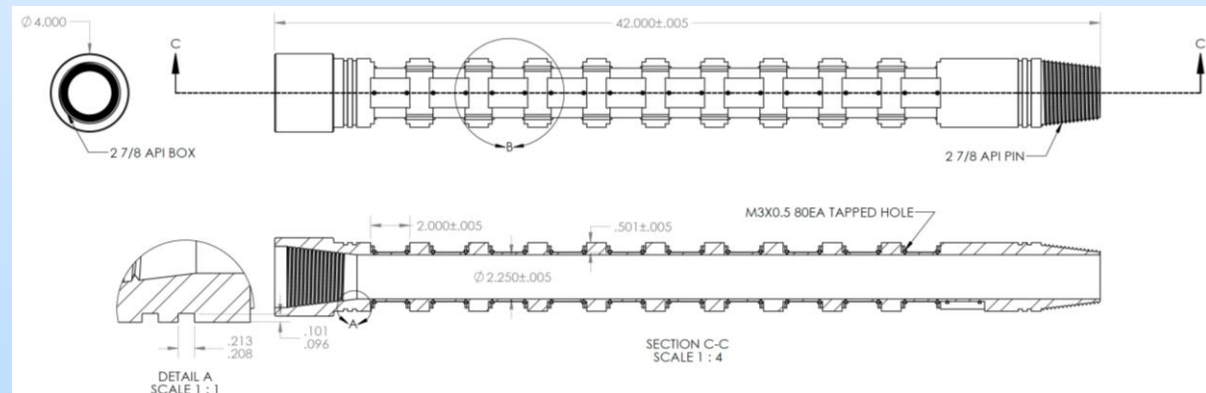 Ø4.000
42.000±.005
C
C
B
2 7/8 API BOX
2 7/8 API PIN
M3X0.5 80EA TAPPED HOLE
2.000±.005
.501±.005
Ø2.250±.005
A
.101
.096
.213
.208
SECTION C-C
SCALE 1 : 4
DETAIL A
SCALE 1 : 1